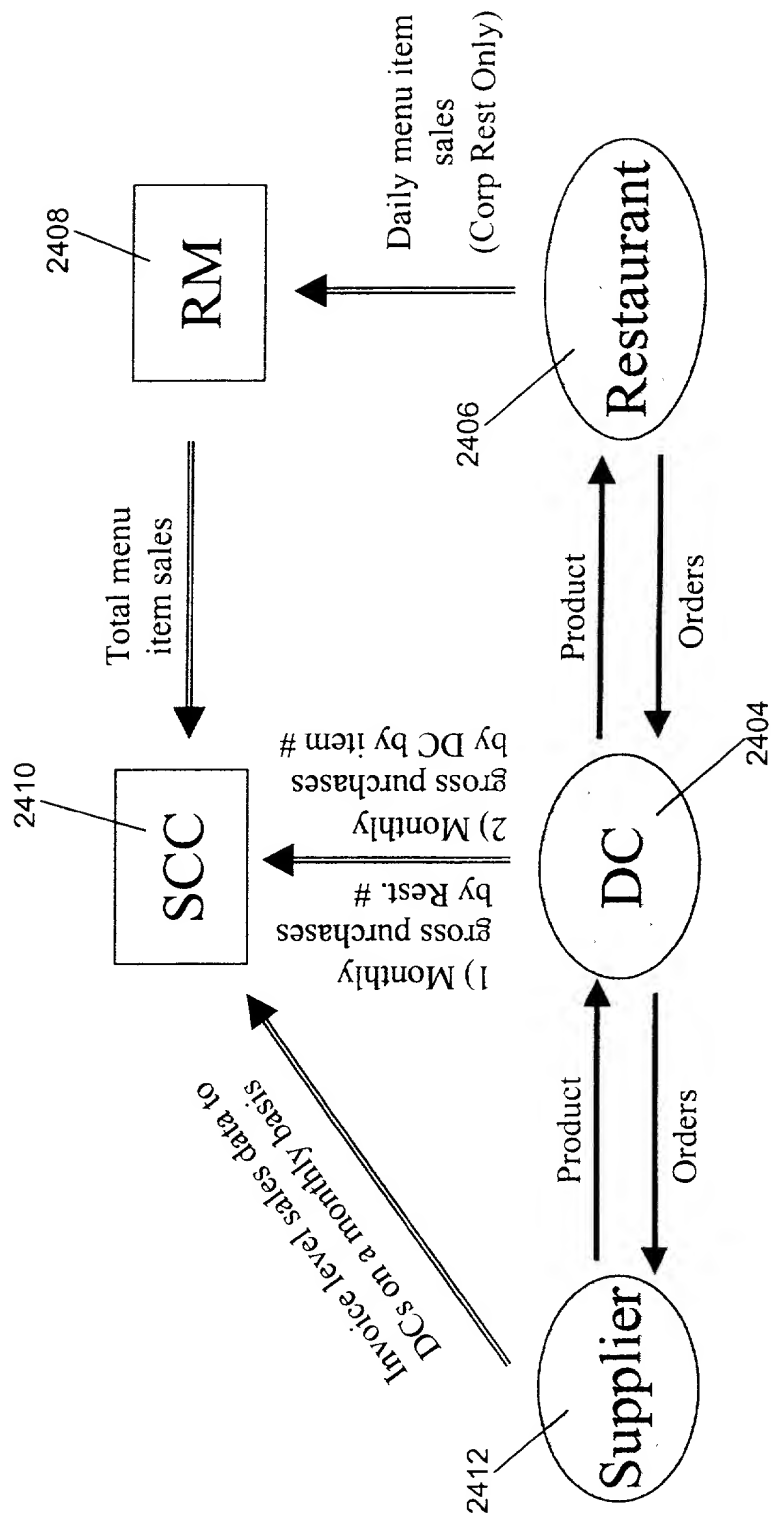 2408
RM
Daily menu item
sales
(Corp Rest Only)
Total menu
item sales
2410
SCC
1) Monthly
gross purchases
by Rest. #
2) Monthly
gross purchases
by DC by item #
Invoice level sales data to
DCs on a monthly basis
2412
Supplier
Product
Orders
DC
2404
Product
Orders
2406
Restaurant